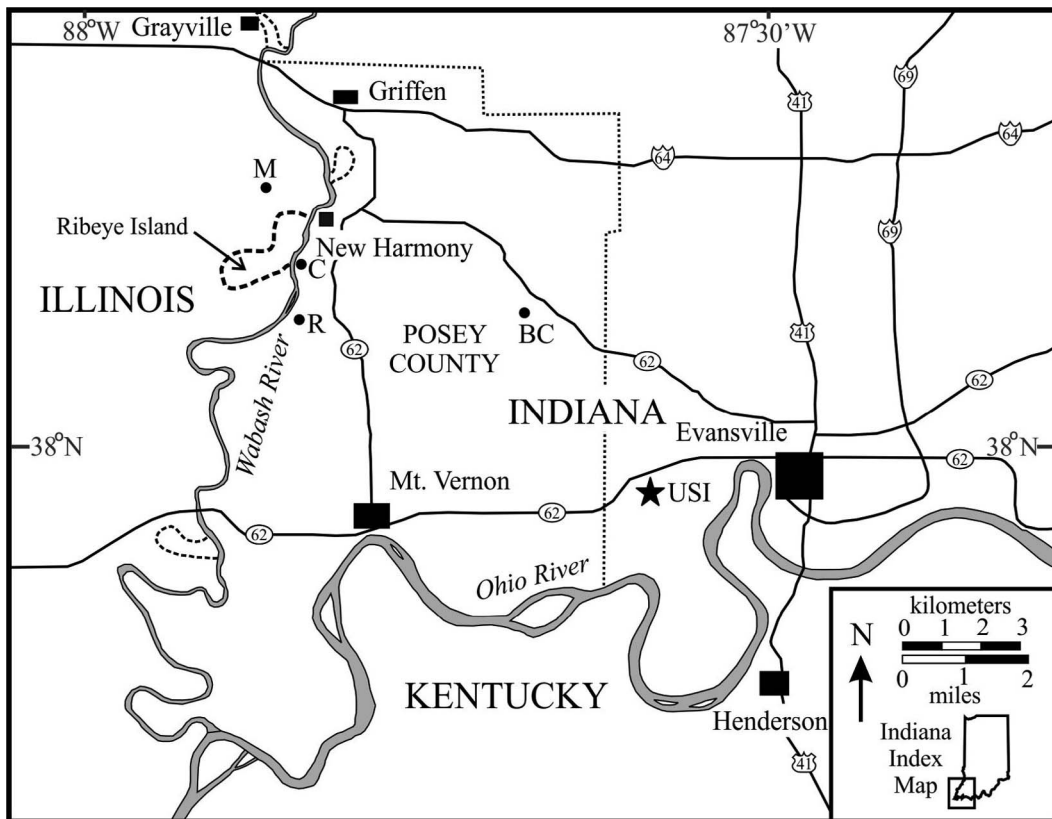 88°W
87°30'W
Grayville
Griffen
41
69
64
64
M
69
Ribeye Island
New Harmony
C
ILLINOIS
R
BC
POSEY
COUNTY
41
62
62
62
Wabash River
INDIANA
Evansville
38°N
38°N
62
Mt. Vernon
USI
62
62
Ohio River
kilometers
0 1 2 3
N
0 1 2
miles
KENTUCKY
Henderson
41
Indiana
Index
Map